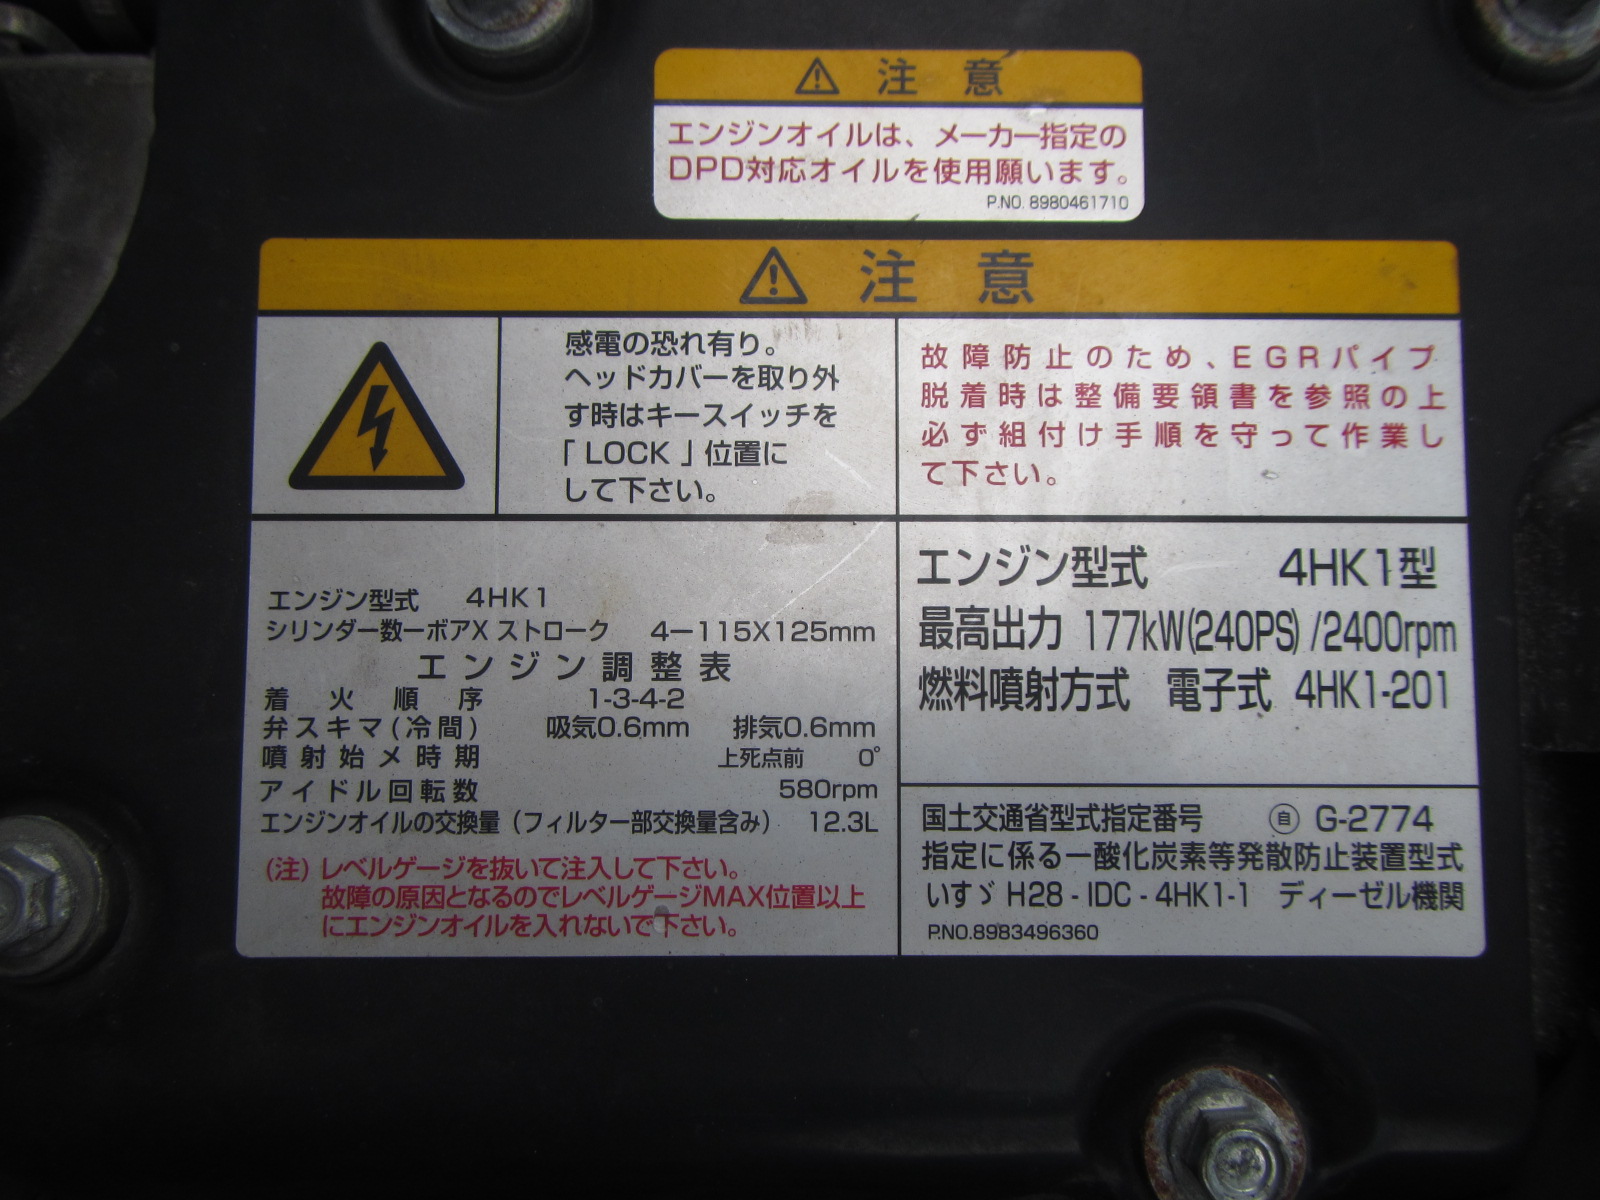 注意
エンジンオイルは、メーカー指定の
DPD対応オイルを使用願います。
P.NO. 8980461710
注意
感電の恐れ有り。
ヘッドカバーを取り外
す時はキースイッチを
「LOCK」位置に
して下さい。
故障防止のため、EGRパイプ
脱着時は整備要領書を参照の上
必ず組付け手順を守って作業し
て下さい。
エンジン型式 4HK1
シリンダー数ーボアX ストローク 4ー115X125mm
エンジン調整表
着火順序 1-3-4-2
弁スキマ(冷間) 吸気0.6mm 排気0.6mm
噴射始メ時期 上死点前 0°
アイドル回転数 580rpm
エンジンオイルの交換量(フィルター部交換量含み) 12.3L
(注)レベルゲージを抜いて注入して下さい。
故障の原因となるのでレベルゲージMAX位置以上
にエンジンオイルを入れないで下さい。
エンジン型式 4HK1型
最高出力 177kW(240PS)/2400rpm
燃料噴射方式 電子式 4HK1-201
国土交通省型式指定番号 自 G-2774
指定に係る一酸化炭素等発散防止装置型式
いすゞ H28-IDC-4HK1-1 ディーゼル機関
P.NO.8983496360